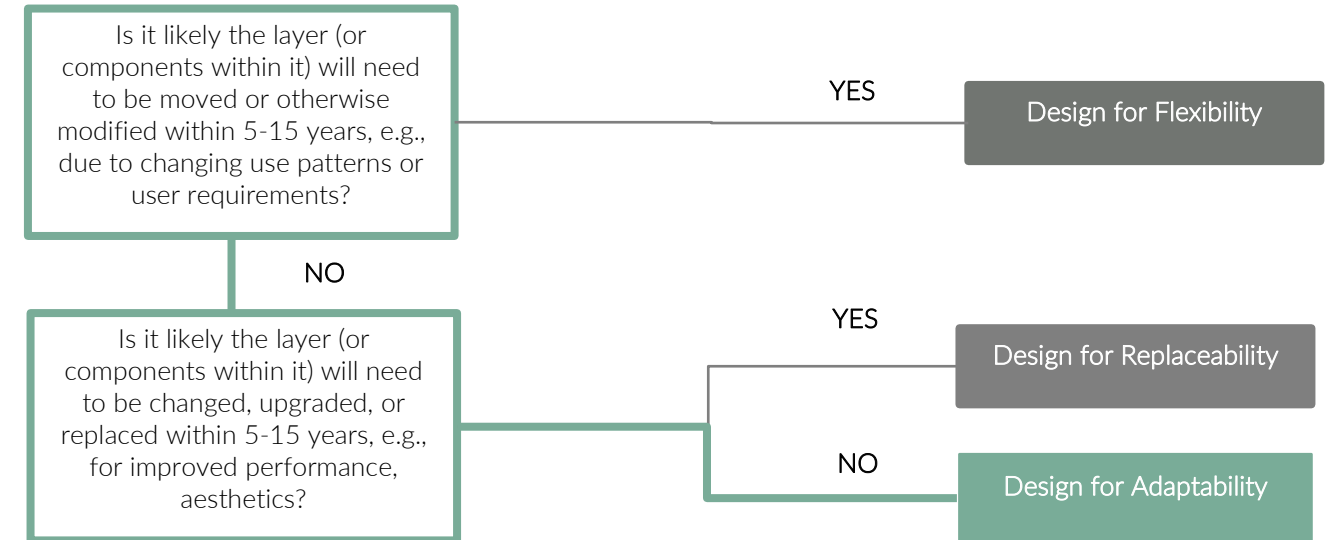 Is it likely the layer (or
components within it) will need
to be moved or otherwise
modified within 5-15 years, e.g.,
due to changing use patterns or
user requirements?
YES
Design for Flexibility
NO
Is it likely the layer (or
components within it) will need
to be changed, upgraded, or
replaced within 5-15 years, e.g.,
for improved performance,
aesthetics?
YES
Design for Replaceability
NO
Design for Adaptability